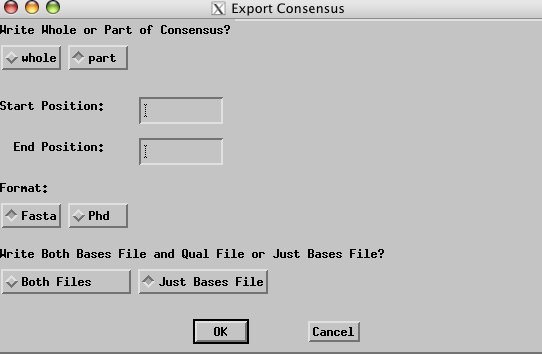 Export Consensus
Write Whole or Part of Consensus?
whole part
Start Position:
End Position:
Format:
Fasta Phd
Write Both Bases File and Qual File or Just Bases File?
Both Files Just Bases File
OK Cancel